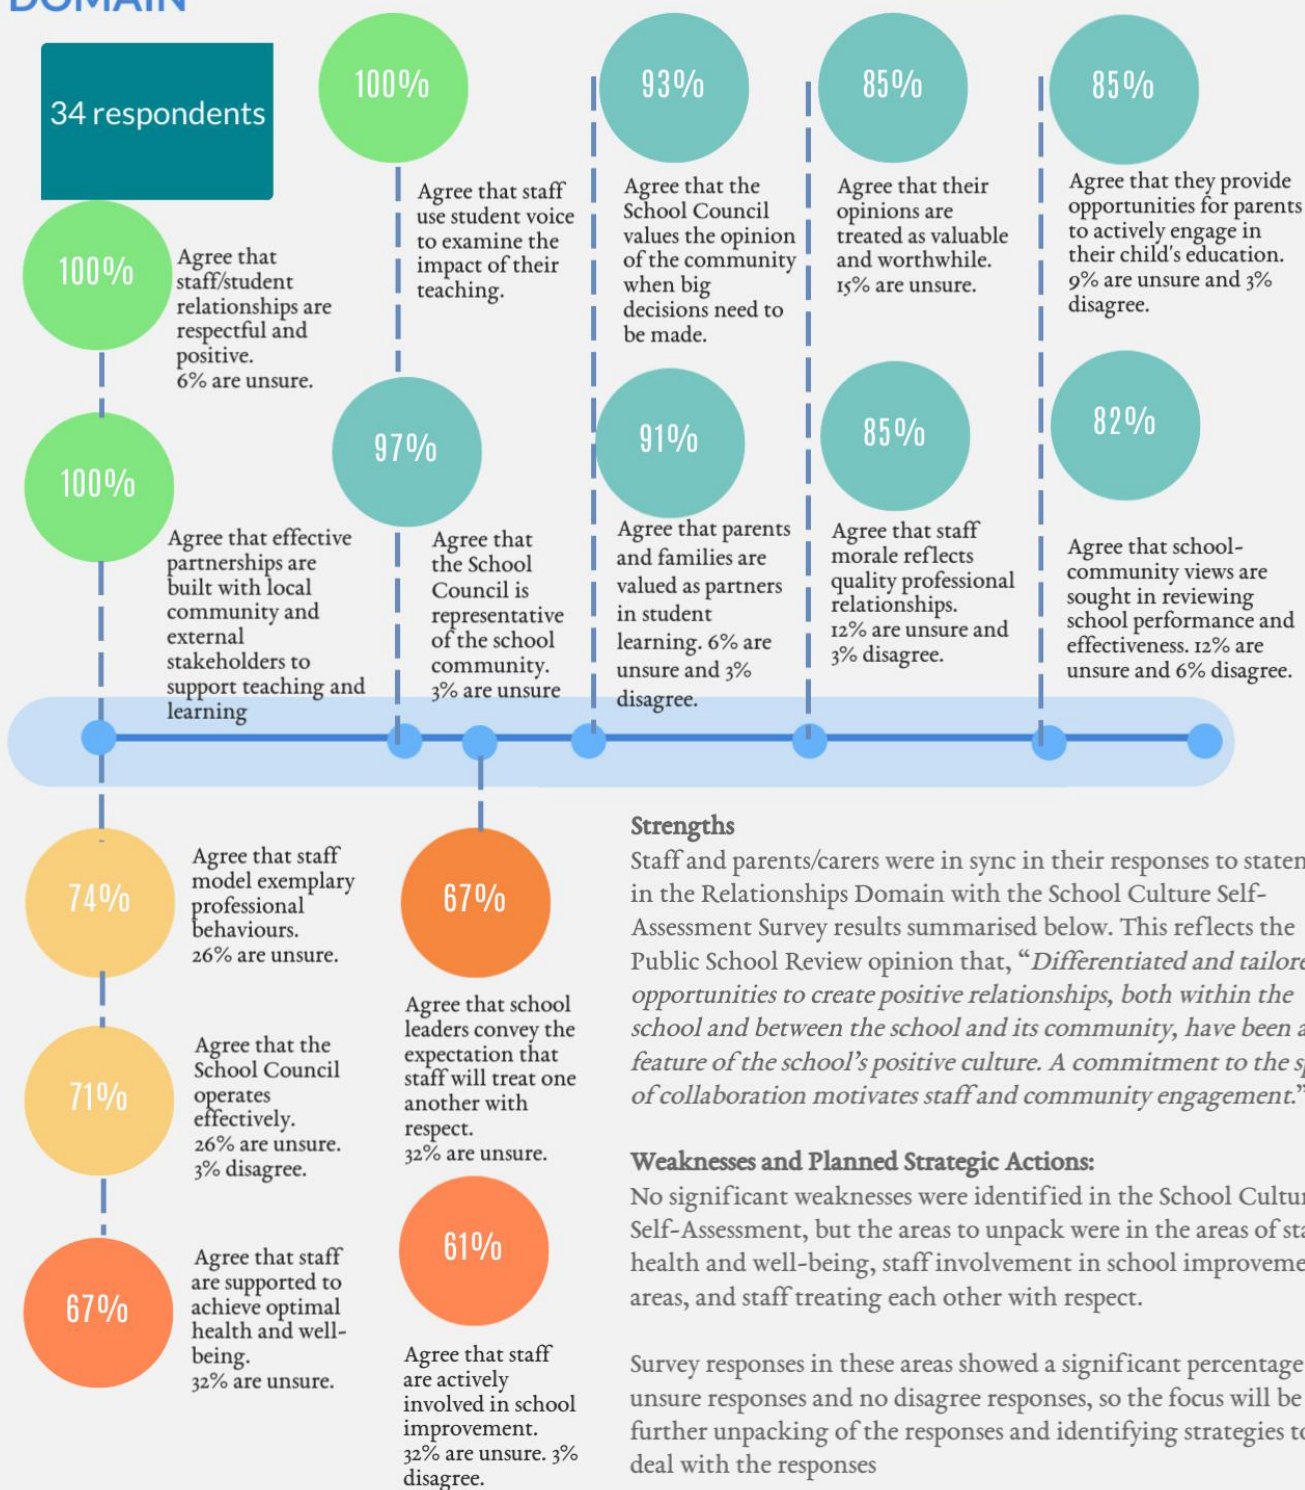 DOMAIN
34 respondents
100%
Agree that
staff/student
relationships are
respectful and
positive.
6% are unsure.
100%
Agree that effective
partnerships are
built with local
community and
external
stakeholders to
support teaching and
learning
100%
Agree that staff
use student voice
to examine the
impact of their
teaching.
97%
Agree that
the School
Council is
representative
of the school
community.
3% are unsure
93%
Agree that the
School Council
values the opinion
of the community
when big
decisions need to
be made.
91%
Agree that parents
and families are
valued as partners
in student
learning. 6% are
unsure and 3%
disagree.
85%
Agree that their
opinions are
treated as valuable
and worthwhile.
15% are unsure.
85%
Agree that staff
morale reflects
quality professional
relationships.
12% are unsure and
3% disagree.
85%
Agree that they provide
opportunities for parents
to actively engage in
their child's education.
9% are unsure and 3%
disagree.
82%
Agree that school-
community views are
sought in reviewing
school performance and
effectiveness. 12% are
unsure and 6% disagree.
74%
Agree that staff
model exemplary
professional
behaviours.
26% are unsure.
71%
Agree that the
School Council
operates
effectively.
26% are unsure.
3% disagree.
67%
Agree that staff
are supported to
achieve optimal
health and well-
being.
32% are unsure.
67%
Agree that school
leaders convey the
expectation that
staff will treat one
another with
respect.
32% are unsure.
61%
Agree that staff
are actively
involved in school
improvement.
32% are unsure. 3%
disagree.
Strengths
Staff and parents/carers were in sync in their responses to
in the Relationships Domain with the School Culture Self-
Assessment Survey results summarised below. This reflects the
Public School Review opinion that, “Differentiated and
opportunities to create positive relationships, both within the
school and between the school and its community, have been a
feature of the school’s positive culture. A commitment to the
of collaboration motivates staff and community engagement.”
Weaknesses and Planned Strategic Actions:
No significant weaknesses were identified in the School
Self-Assessment, but the areas to unpack were in the areas of
health and well-being, staff involvement in school
areas, and staff treating each other with respect.
Survey responses in these areas showed a significant percentage
unsure responses and no disagree responses, so the focus will be
further unpacking of the responses and identifying strategies to
deal with the responses